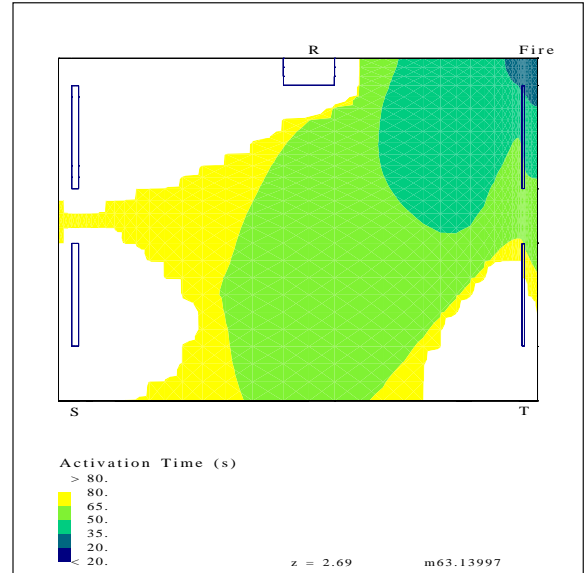 R Fire
S T
Activation Time (s)
> 80.
80.
65.
50.
35.
20.
< 20.
z = 2.69 m63.13997